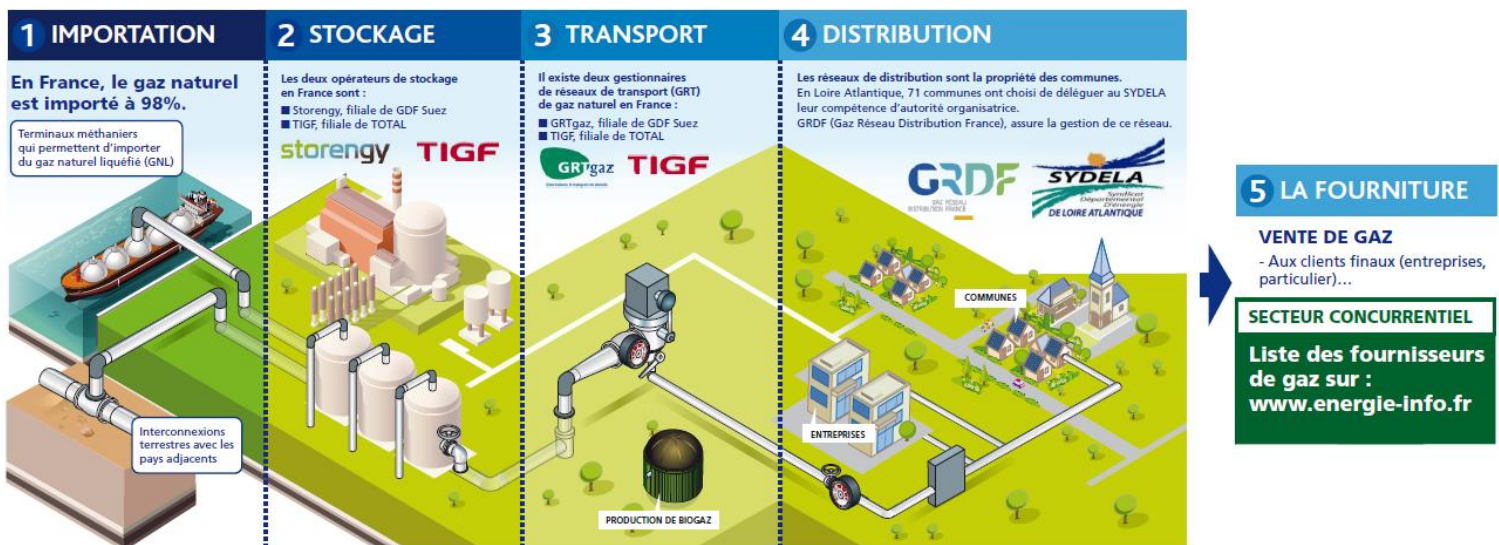 1 IMPORTATION
En France, le gaz naturel
est importé à 98%.
Terminaux méthaniers
qui permettent d'importer
du gaz naturel liquéfié (GNL)
Interconnexions
terrestres avec les
pays adjacents
2 STOCKAGE
Les deux opérateurs de stockage
en France sont :
■ Storengy, filiale de GDF Suez
■ TIGF, filiale de TOTAL
storengy TIGF
3 TRANSPORT
Il existe deux gestionnaires
de réseaux de transport (GRT)
de gaz naturel en France :
■ GRTgaz, filiale de GDF Suez
■ TIGF, filiale de TOTAL
GRTgaz TIGF
PRODUCTION DE BIOGAZ
4 DISTRIBUTION
Les réseaux de distribution sont la propriété des communes.
En Loire Atlantique, 71 communes ont choisi de déléguer au SYDELA
leur compétence d'autorité organisatrice.
GRDF (Gaz Réseau Distribution France), assure la gestion de ce réseau.
GRDF
GAZ RÉSEAU
DISTRIBUTION FRANCE
SYDELA
Syndicat
Départemental
D'énergie
DE LOIRE ATLANTIQUE
COMMUNES
ENTREPRISES
5 LA FOURNITURE
VENTE DE GAZ
- Aux clients finaux (entreprises,
particulier)...
SECTEUR CONCURRENTIEL
Liste des fournisseurs
de gaz sur :
www.energie-info.fr